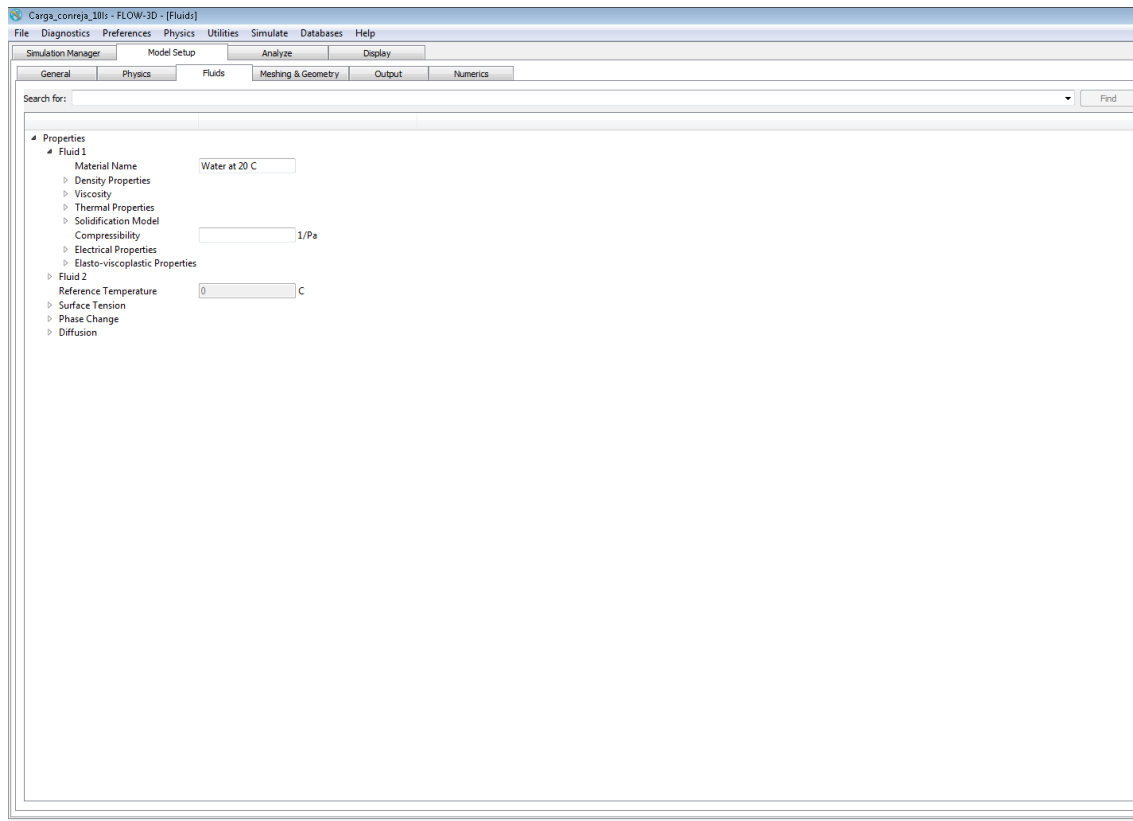 Carga_conreja_10ls - FLOW-3D - [Fluids]
File Diagnostics Preferences Physics Utilities Simulate Databases Help
Simulation Manager Model Setup Analyze Display
General Physics Fluids Meshing & Geometry Output Numerics
Search for: Find
Properties
Fluid 1
Material Name Water at 20 C
Density Properties
Viscosity
Thermal Properties
Solidification Model
Compressibility 1/Pa
Electrical Properties
Elasto-viscoplastic Properties
Fluid 2
Reference Temperature 0 C
Surface Tension
Phase Change
Diffusion